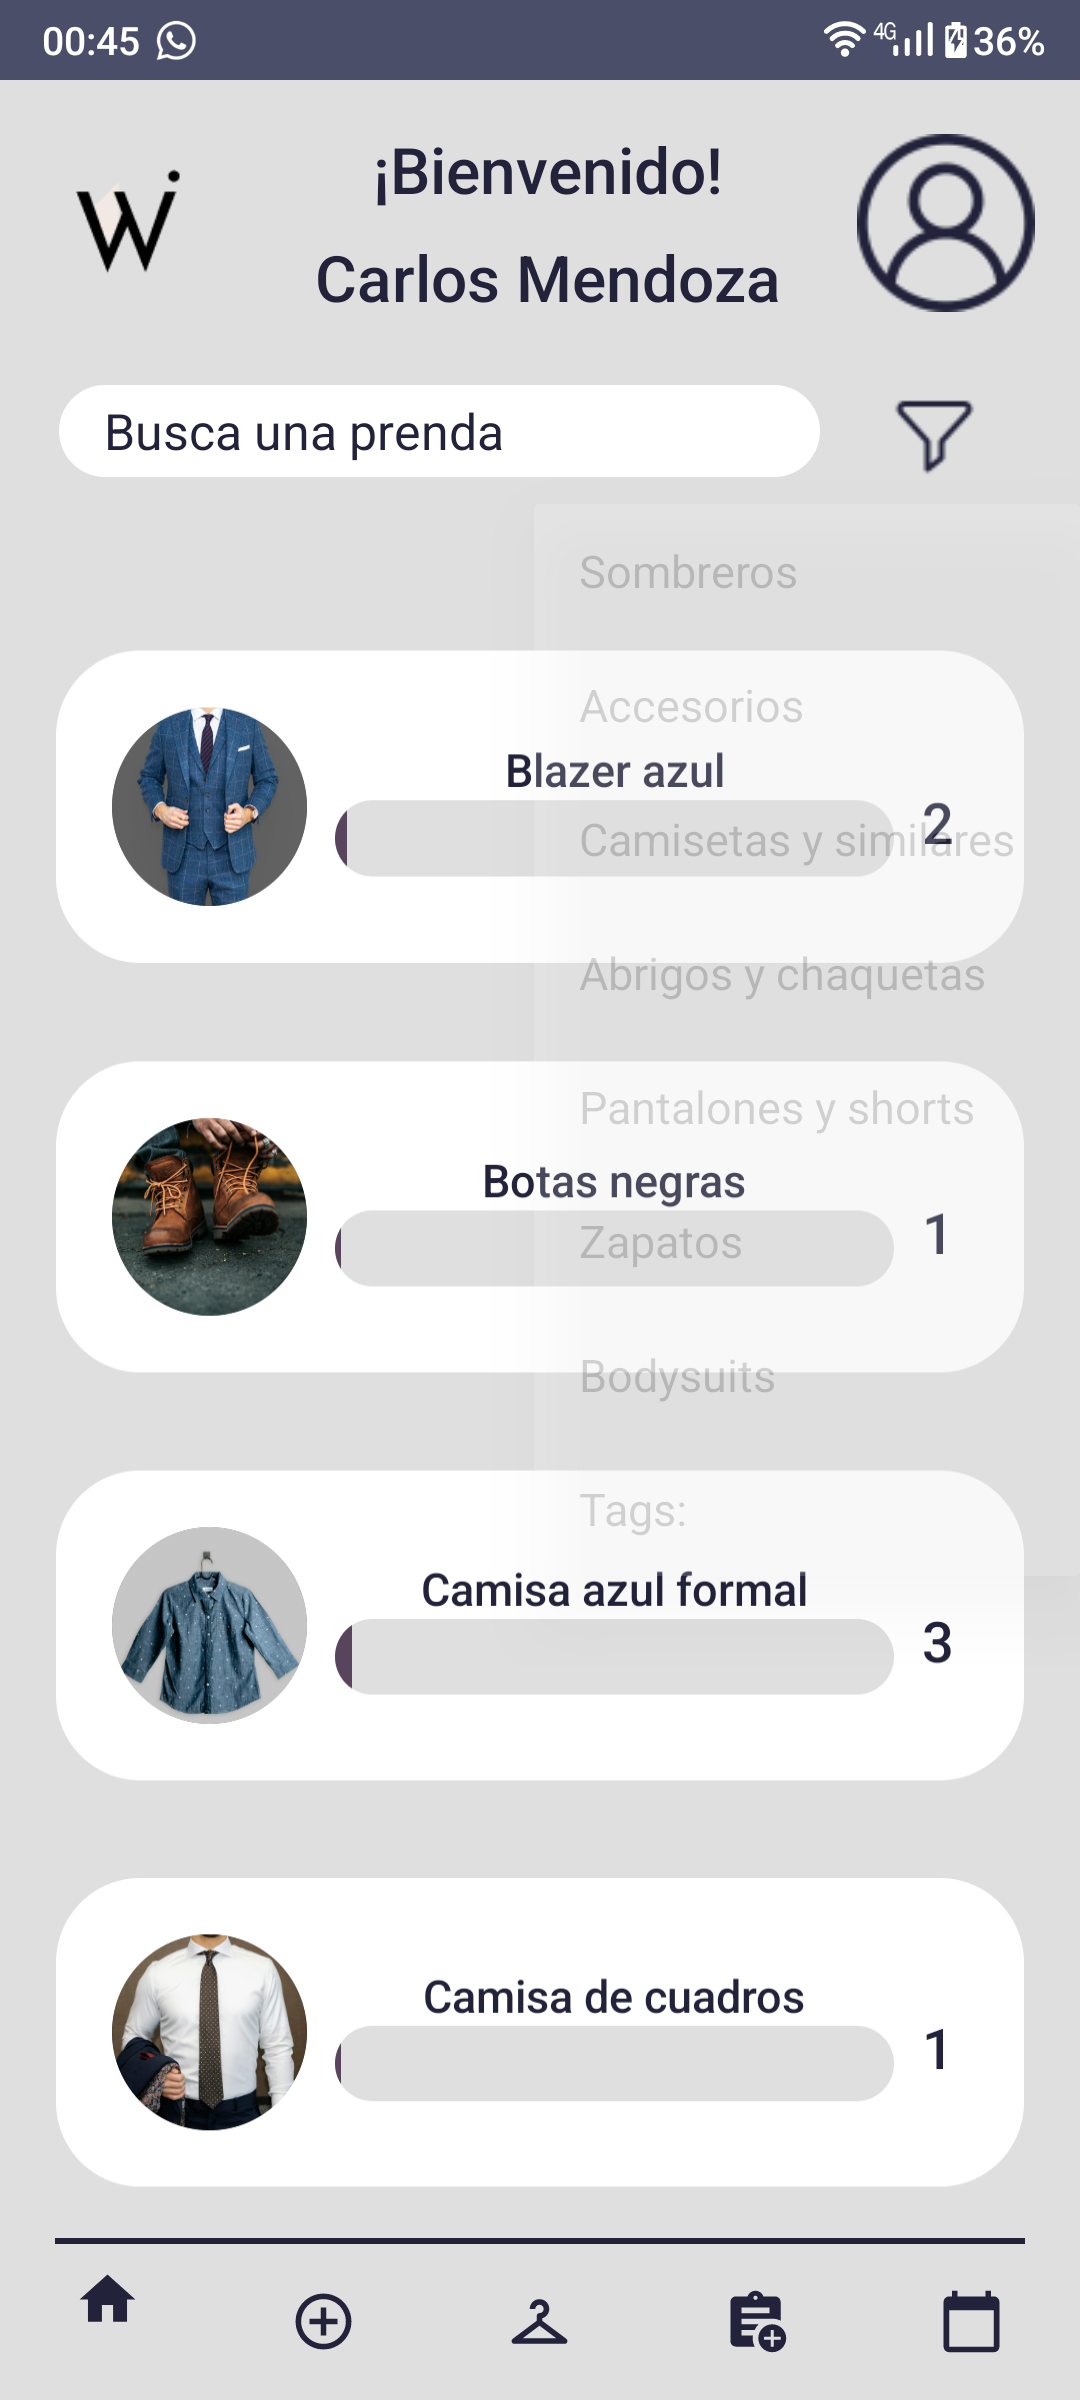 00:45
4G
36%
W
¡Bienvenido!
Carlos Mendoza
Busca una prenda
Sombreros
Accesorios
Blazer azul
2
Camisetas y similares
Abrigos y chaquetas
Pantalones y shorts
Botas negras
1
Zapatos
Bodysuits
Tags:
Camisa azul formal
3
Camisa de cuadros
1